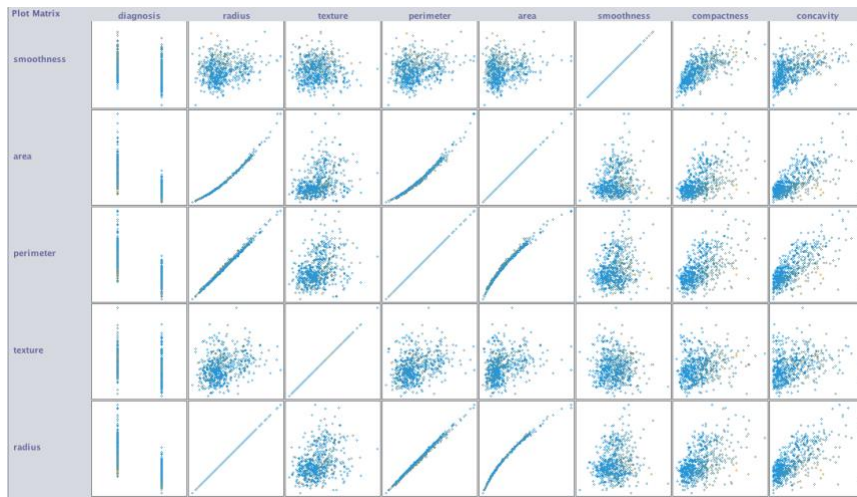 Plot Matrix
diagnosis radius texture perimeter area smoothness compactness concavity
smoothness
area
perimeter
texture
radius